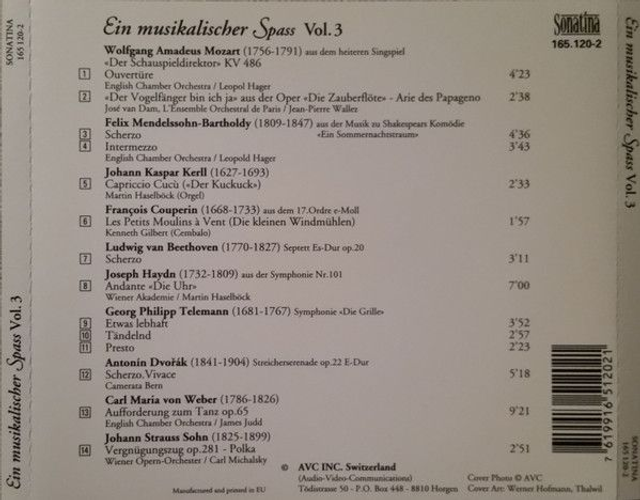 Ein musikalischer Spass Vol. 3
Sonatina
165.120-2
Wolfgang Amadeus Mozart (1756-1791) aus dem heiteren Singspiel
«Der Schauspieldirektor» KV 486
1 Ouvertüre 4'23
English Chamber Orchestra / Leopold Hager
2 «Der Vogelfänger bin ich ja» aus der Oper «Die Zauberflöte» - Arie des Papageno 2'38
José van Dam, L'Ensemble Orchestral de Paris / Jean-Pierre Wallez
Felix Mendelssohn-Bartholdy (1809-1847) aus der Musik zu Shakespears Komödie
3 Scherzo «Ein Sommernachtstraum» 4'36
4 Intermezzo 3'43
English Chamber Orchestra / Leopold Hager
Johann Kaspar Kerll (1627-1693)
5 Capriccio Cucù («Der Kuckuck») 2'33
Martin Haselböck (Orgel)
François Couperin (1668-1733) aus dem 17.Ordre e-Moll
6 Les Petits Moulins à Vent (Die kleinen Windmühlen) 1'57
Kenneth Gilbert (Cembalo)
Ludwig van Beethoven (1770-1827) Septett Es-Dur op.20
7 Scherzo 3'11
Joseph Haydn (1732-1809) aus der Symphonie Nr.101
8 Andante «Die Uhr» 7'00
Wiener Akademie / Martin Haselböck
Georg Philipp Telemann (1681-1767) Symphonie «Die Grille»
9 Etwas lebhaft 3'52
10 Tändelnd 2'57
11 Presto 2'23
Antonín Dvořák (1841-1904) Streicherserenade op.22 E-Dur
12 Scherzo.Vivace 5'18
Camerata Bern
Carl Maria von Weber (1786-1826)
13 Aufforderung zum Tanz op.65 9'21
English Chamber Orchestra / James Judd
Johann Strauss Sohn (1825-1899)
14 Vergnügungszug op.281 - Polka 2'51
Wiener Opern-Orchester / Carl Michalsky
© AVC INC. Switzerland
(Audio-Video-Communications) Cover Photo © AVC
Manufactured and printed in EU Tödistrasse 50 - P.O. Box 448 - 8810 Horgen Cover Art: Werner Hofmann, Thalwil
7 619916 512021
SONATINA
165 120-2
Ein musikalischer Spass Vol. 3
Ein musikalischer Spass Vol. 3
SONATINA
165 120-2